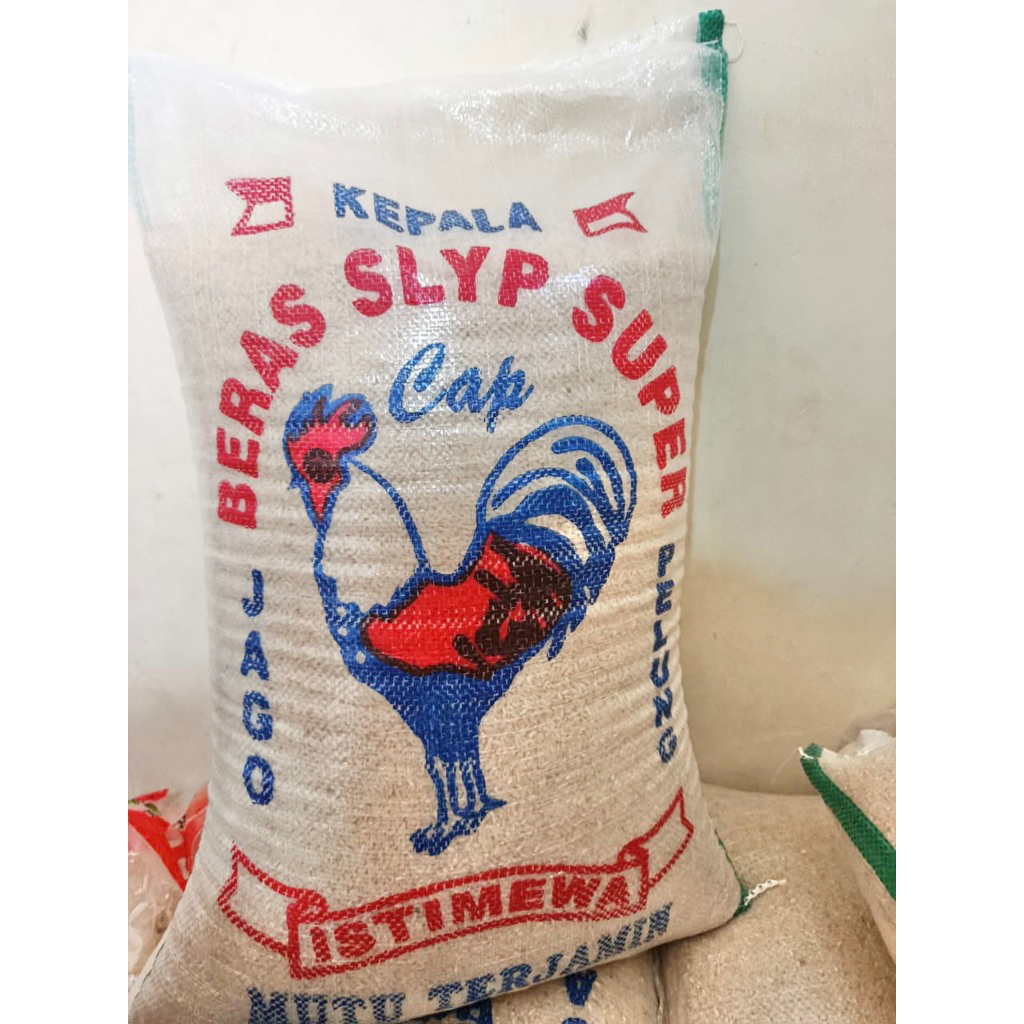 KEPALA
BERAS SLYP SUPER
Cap
JAGO
PELUNG
ISTIMEWA
MUTU TERJAMIN